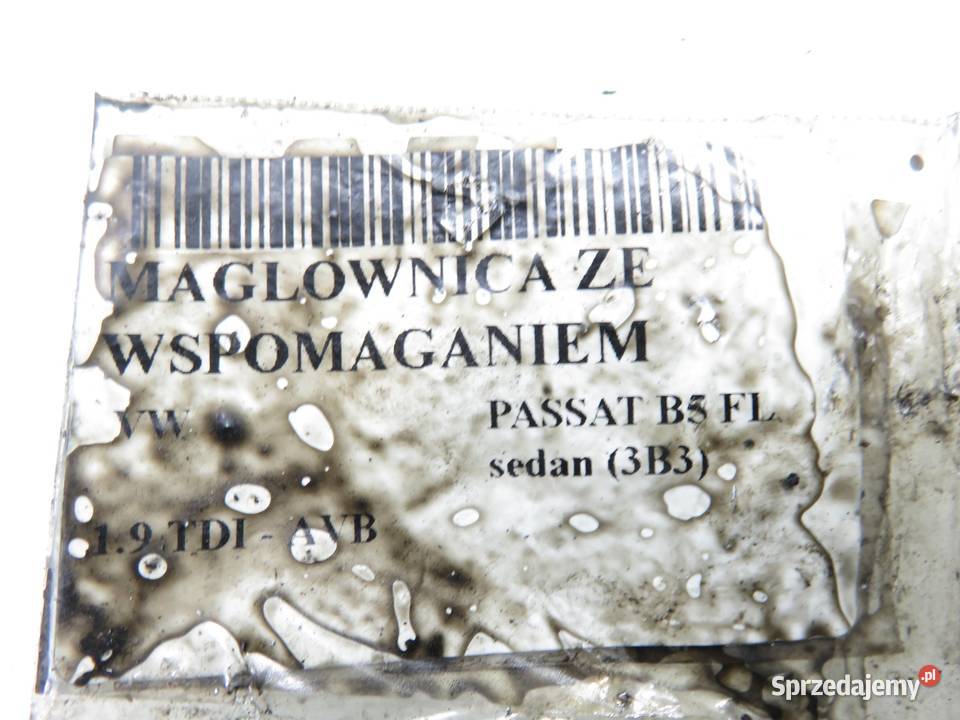 MAGLOWNICA ZE
WSPOMAGANIEM
VW
PASSAT B5 FL
sedan (3B3)
1.9 TDI - AVB
Sprzedajemy.pl